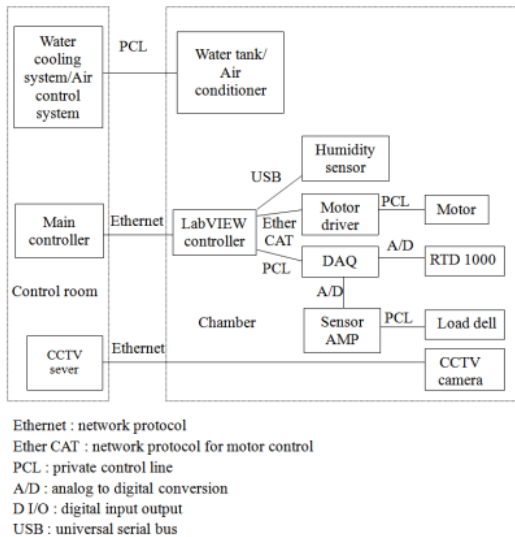 Water
cooling
system/Air
control
system
PCL
Water tank/
Air
conditioner
Humidity
sensor
USB
Main
controller
Ethernet
LabVIEW
controller
Ether
CAT
Motor
driver
PCL
Motor
PCL
DAQ
A/D
RTD 1000
A/D
Control room
Chamber
Sensor
AMP
PCL
Load dell
CCTV
sever
Ethernet
CCTV
camera
Ethernet : network protocol
Ether CAT : network protocol for motor control
PCL : private control line
A/D : analog to digital conversion
D I/O : digital input output
USB : universal serial bus